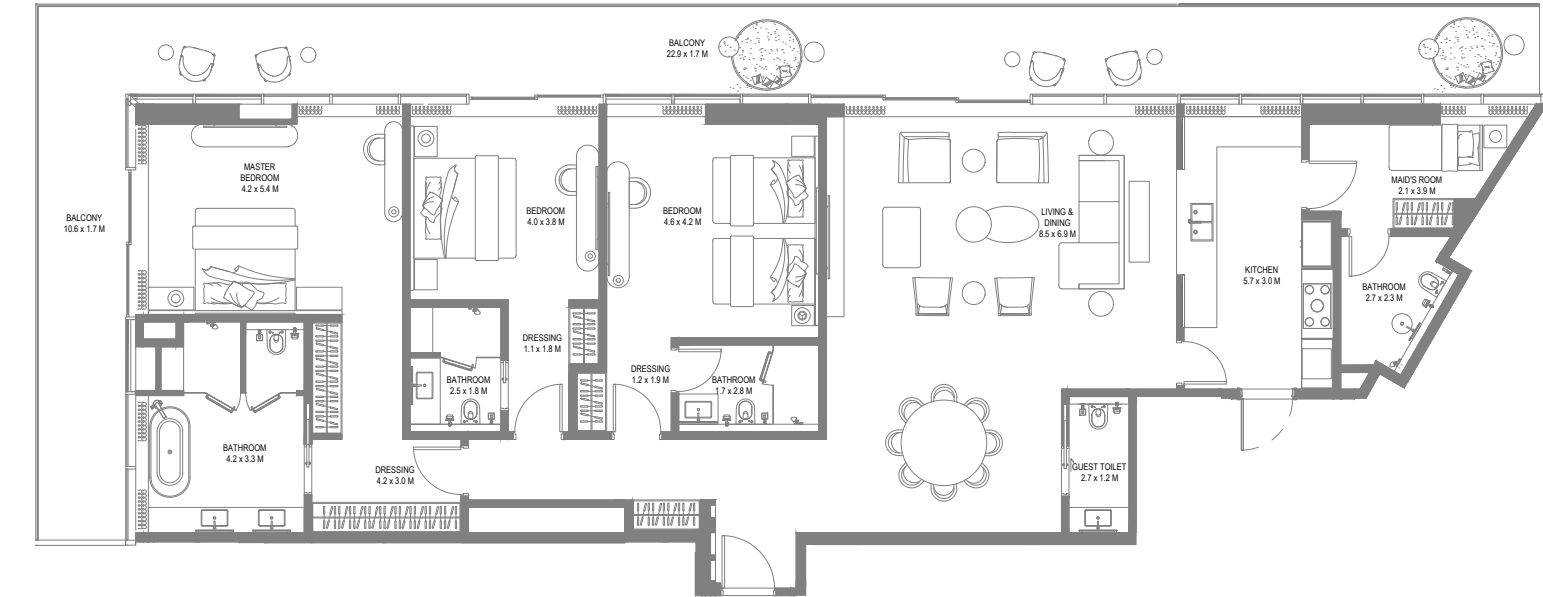 BALCONY
22.9 x 1.7 M
MASTER
BEDROOM
4.2 x 5.4 M
BALCONY
10.6 x 1.7 M
BEDROOM
4.0 x 3.8 M
BEDROOM
4.6 x 4.2 M
LIVING &
DINING
8.5 x 6.9 M
MAID'S ROOM
2.1 x 3.9 M
KITCHEN
5.7 x 3.0 M
BATHROOM
2.7 x 2.3 M
DRESSING
1.1 x 1.8 M
BATHROOM
2.5 x 1.8 M
DRESSING
1.2 x 1.9 M
BATHROOM
1.7 x 2.8 M
BATHROOM
4.2 x 3.3 M
DRESSING
4.2 x 3.0 M
GUEST TOILET
2.7 x 1.2 M